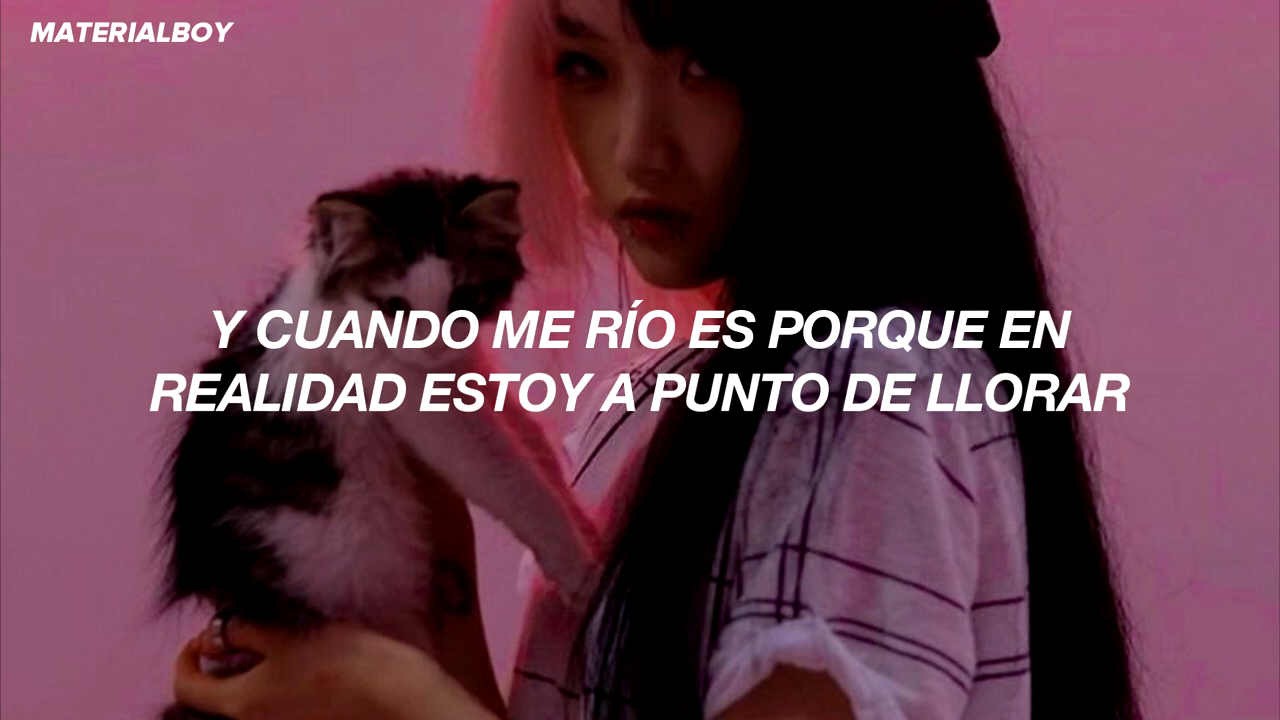 MATERIALBOY
Y CUANDO ME RÍO ES PORQUE EN
REALIDAD ESTOY A PUNTO DE LLORAR